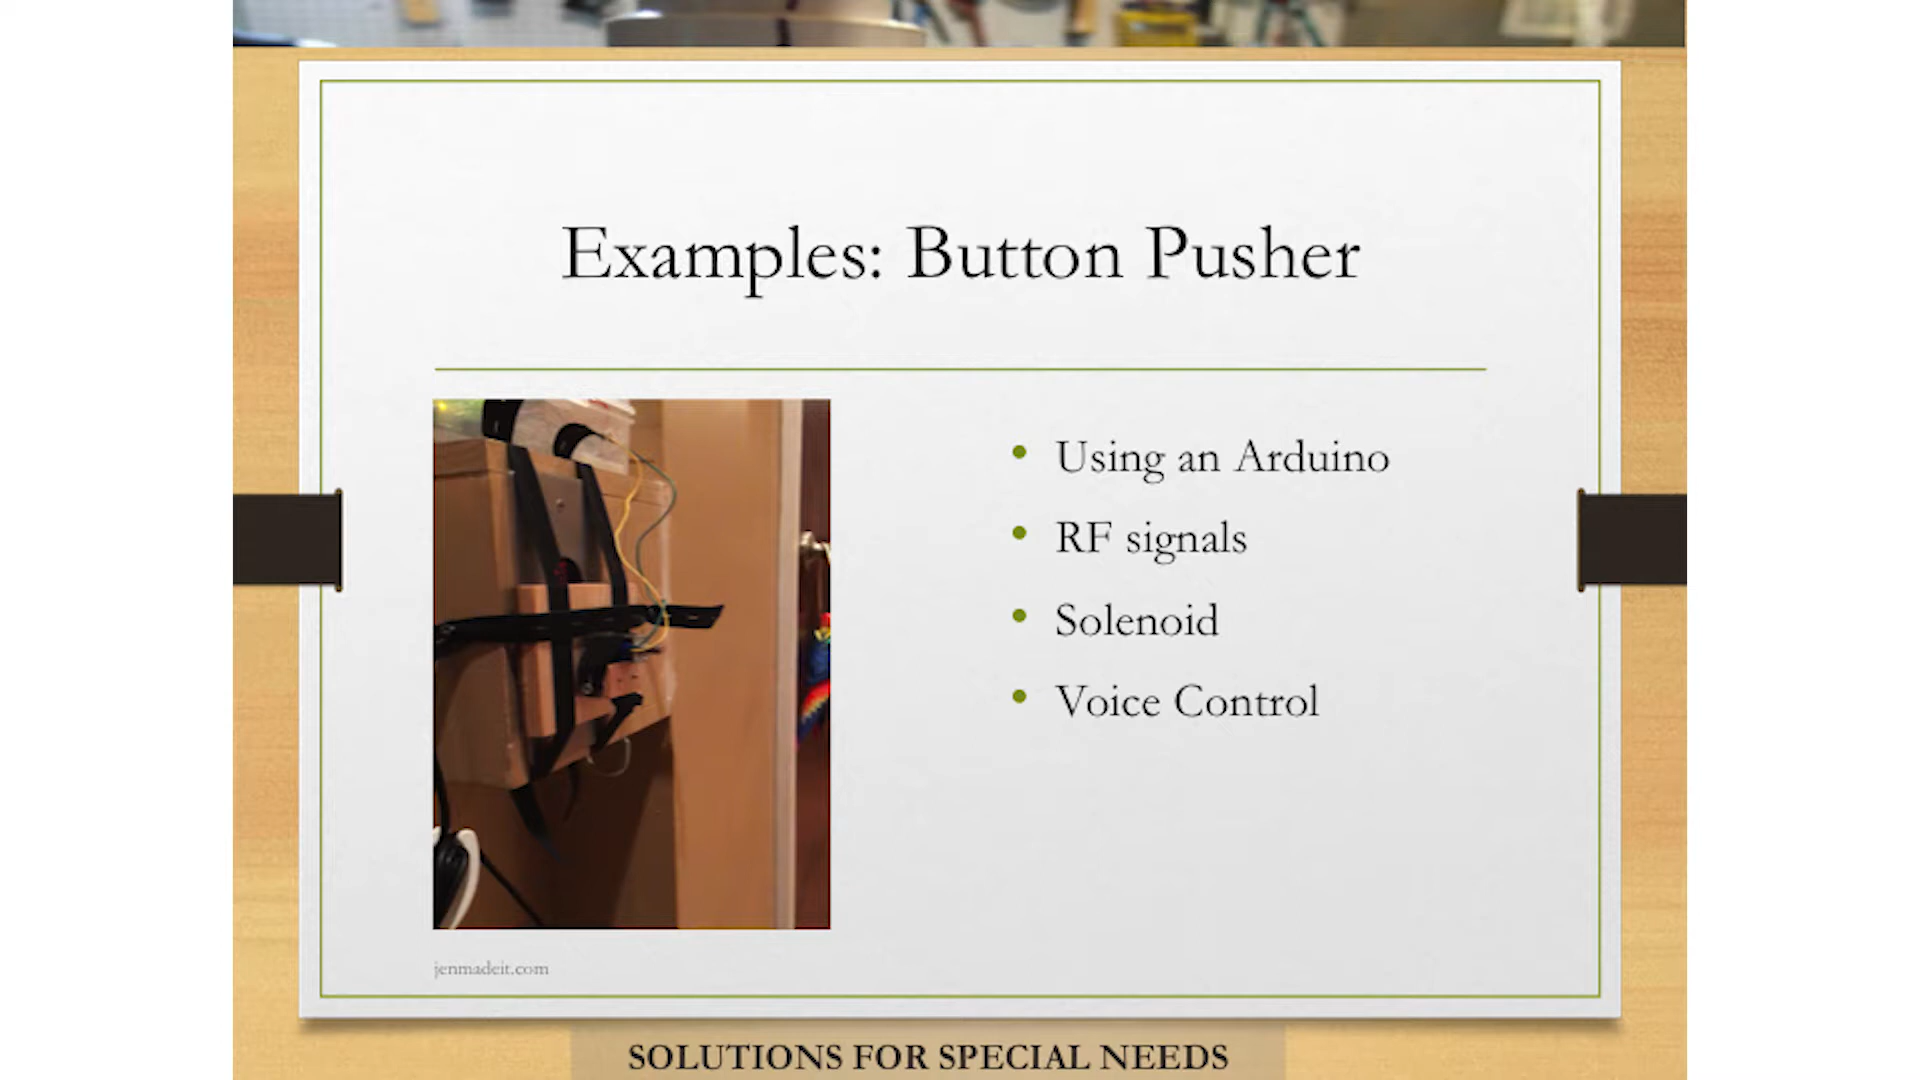 Examples: Button Pusher
Using an Arduino
RF signals
Solenoid
Voice Control
jenmadeit.com
SOLUTIONS FOR SPECIAL NEEDS